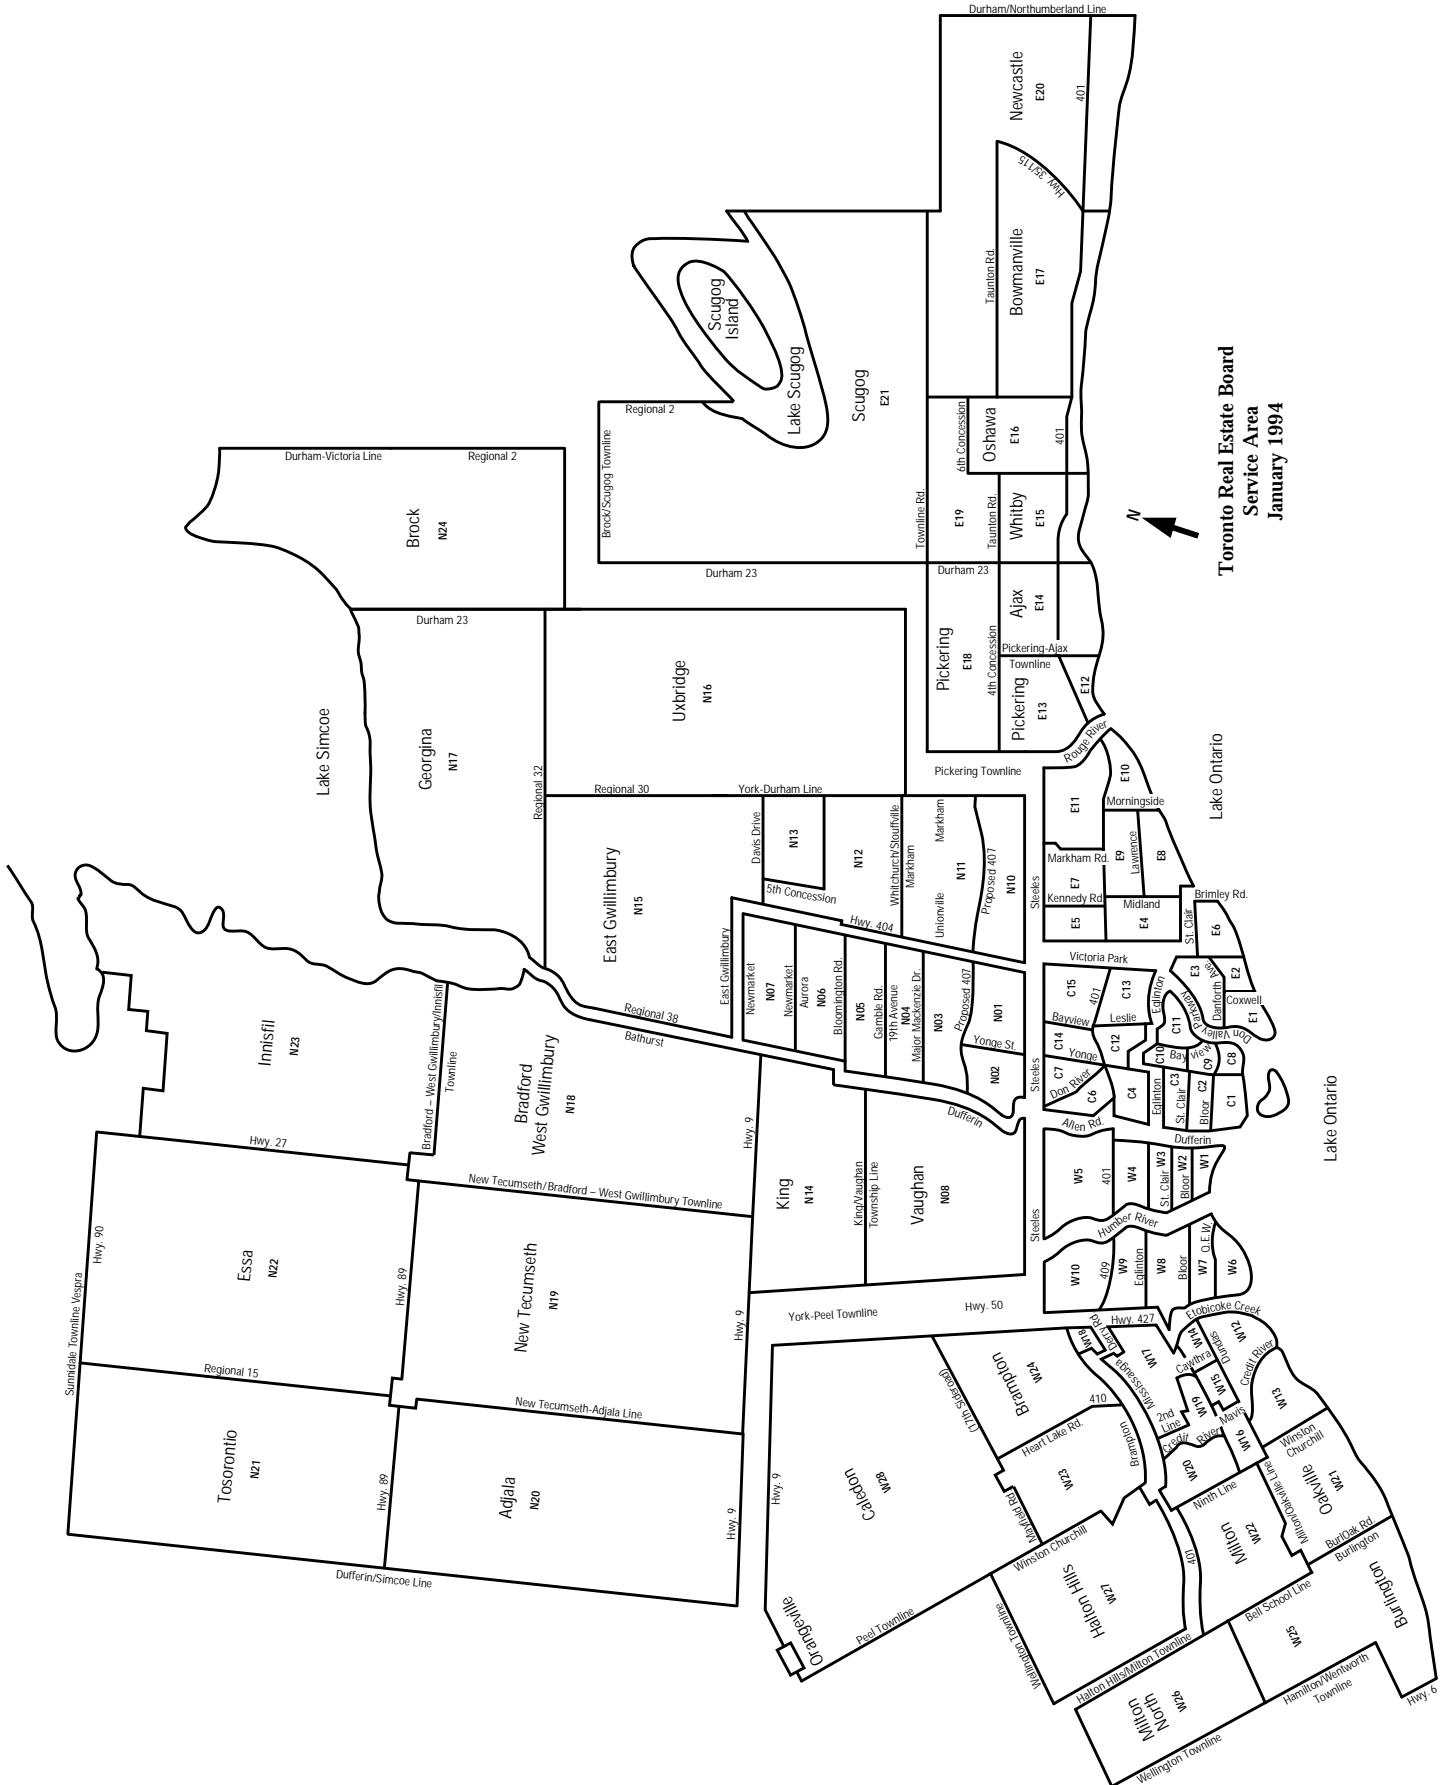 Toronto Real Estate Board
Service Area
January 1994
N
Durham/Northumberland Line
Newcastle
E20
401
Hwy. 35/115
Taunton Rd.
Bowmanville
E17
Scugog
Island
Lake Scugog
Scugog
E21
Regional 2
Brock/Scugog Townline
Townline Rd.
6th Concession
Oshawa
E16
401
E19
Taunton Rd.
Whitby
E15
Durham 23
Durham 23
Pickering
E18
4th Concession
Ajax
E14
Pickering-Ajax
Townline
Pickering
E13
E12
Rouge River
Pickering Townline
Durham-Victoria Line
Regional 2
Brock
N24
Durham 23
Lake Simcoe
Georgina
N17
Regional 32
Uxbridge
N16
Regional 30
York-Durham Line
East Gwillimbury
N15
Davis Drive
N13
5th Concession
N12
Whitchurch/Stouffville
Markham
Markham
Unionville
N11
Proposed 407
N10
Hwy. 404
Steeles
East Gwillimbury
Newmarket
N07
Newmarket
Aurora
N06
Bloomington Rd.
N05
Gamble Rd.
19th Avenue
N04
Major Mackenzie Dr.
N03
Proposed 407
N01
Yonge St.
N02
Steeles
Regional 38
Bathurst
Dufferin
Innisfil
N23
Bradford – West Gwillimbury/Innisfil
Townline
Bradford
West Gwillimbury
N18
Hwy. 9
Hwy. 27
New Tecumseth/Bradford – West Gwillimbury Townline
King
N14
King/Vaughan
Township Line
Vaughan
N08
Steeles
Hwy. 90
Sunnidale Townline Vespra
Essa
N22
Hwy. 89
Regional 15
New Tecumseth
N19
Hwy. 9
New Tecumseth-Adjala Line
Tosorontio
N21
Hwy. 89
Adjala
N20
Hwy. 9
Dufferin/Simcoe Line
York-Peel Townline
Hwy. 50
Hwy. 9
Caledon
W28
Orangeville
Peel Townline
(17th Sideroad)
Brampton
W24
410
Heart Lake Rd.
W23
Brampton
Mayfield Rd.
Winston Churchill
Halton Hills
W27
Wellington Townline
Halton Hills/Milton Townline
401
Milton
North
W26
Wellington Townline
Bell School Line
W25
Hamilton/Wentworth
Townline
Hwy. 6
Burlington
Burlington
BurlOak Rd.
Milton
W22
Milton/Oakville Line
Ninth Line
Oakville
W21
Winston
Churchill
W20
Credit
River
2nd
Line
W19
Mavis
W16
W15
W13
Credit River
W12
Dundas
W14
Cawthra
W17
Mississauga
W18
Derry Rd
Hwy. 427
Etobicoke Creek
W10
409
W9
Eglinton
W8
Bloor
W7
Q.E.W.
W6
Humber River
W5
401
W4
W3
St. Clair
W2
Bloor
W1
Dufferin
Allen Rd.
C7
Don River
C6
C4
Eglinton
C3
St. Clair
C2
Bloor
C1
C14
Yonge
Bayview
C15
401
C13
Leslie
C12
C10
Bayview
C9
C8
C11
Eglinton
Don Valley Parkway
Victoria Park
E3
Danforth Ave
E2
Coxwell
E1
E6
St. Clair
Brimley Rd.
E5
E4
Midland
Kennedy Rd.
E7
Markham Rd.
E9
Lawrence
E8
E11
Morningside
E10
Lake Ontario
Lake Ontario